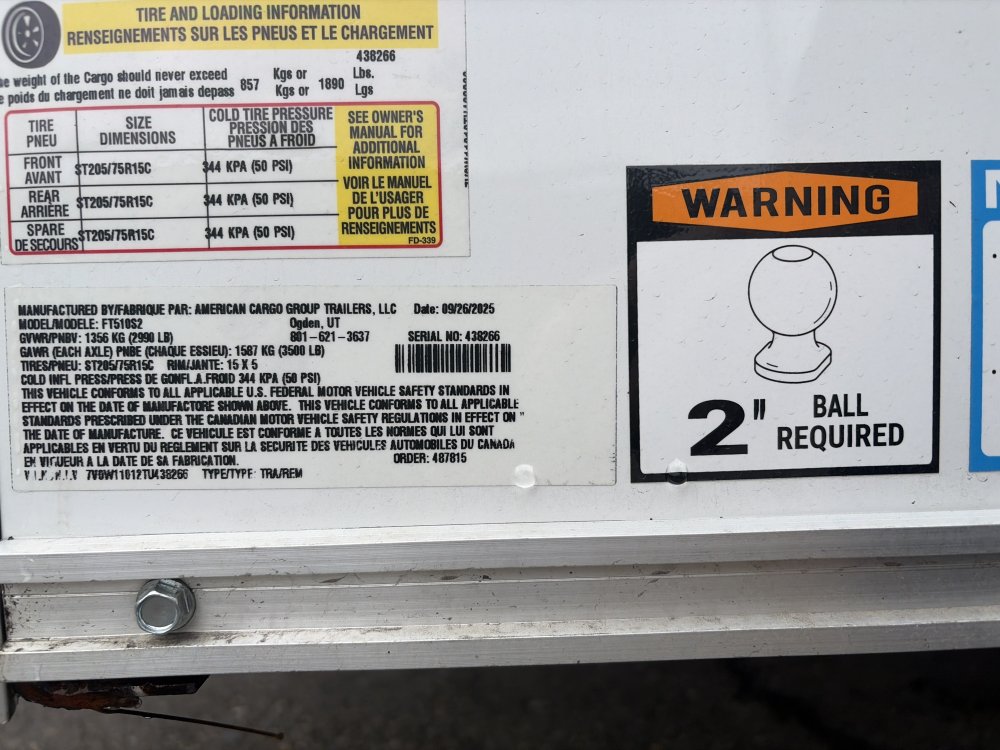 TIRE AND LOADING INFORMATION
RENSEIGNEMENTS SUR LES PNEUS ET LE CHARGEMENT
438266
weight of the Cargo should never exceed 857 Kgs or 1890 Lbs.
poids du chargement ne doit jamais depass Kgs or Lgs
TIRE PNEU
SIZE DIMENSIONS
COLD TIRE PRESSURE PRESSION DES PNEUS A FROID
FRONT AVANT ST205/75R15C 344 KPA (50 PSI)
REAR ARRIÈRE ST205/75R15C 344 KPA (50 PSI)
SPARE DE SECOURS ST205/75R15C 344 KPA (50 PSI)
SEE OWNER'S
MANUAL FOR
ADDITIONAL
INFORMATION
VOIR LE MANUEL
DE L'USAGER
POUR PLUS DE
RENSEIGNEMENTS
FD-339
MANUFACTURED BY/FABRIQUE PAR: AMERICAN CARGO GROUP TRAILERS, LLC Date: 09/26/2025
MODEL/MODELE: FT510S2 Ogden, UT
GVWR/PNBV: 1356 KG (2990 LB) 801-621-3637 SERIAL NO: 438266
GAWR (EACH AXLE) PNBE (CHAQUE ESSIEU): 1587 KG (3500 LB)
TIRES/PNEU: ST205/75R15C RIM/JANTE: 15 X 5
COLD INFL PRESS/PRESS DE GONFL.A.FROID 344 KPA (50 PSI)
THIS VEHICLE CONFORMS TO ALL APPLICABLE U.S. FEDERAL MOTOR VEHICLE SAFETY STANDARDS IN
EFFECT ON THE DATE OF MANUFACTORE SHOWN ABOVE. THIS VEHICLE CONFORMS TO ALL APPLICABLE
STANDARDS PRESCRIBED UNDER THE CANADIAN MOTOR VEHICLE SAFETY REGULATIONS IN EFFECT ON "
THE DATE OF MANUFACTURE. CE VEHICULE EST CONFORME A TOUTES LES NORMES QUI LUI SONT
APPLICABLES EN VERTU DU REGLEMENT SUR LA SECURITE DES VEHICULES AUTOMOBILES DU CANADA
EN VIGUEUR A LA DATE DE SA FABRICATION. ORDER: 487815
TYPE/TYPE TRA/REM
WARNING
2" BALL
REQUIRED